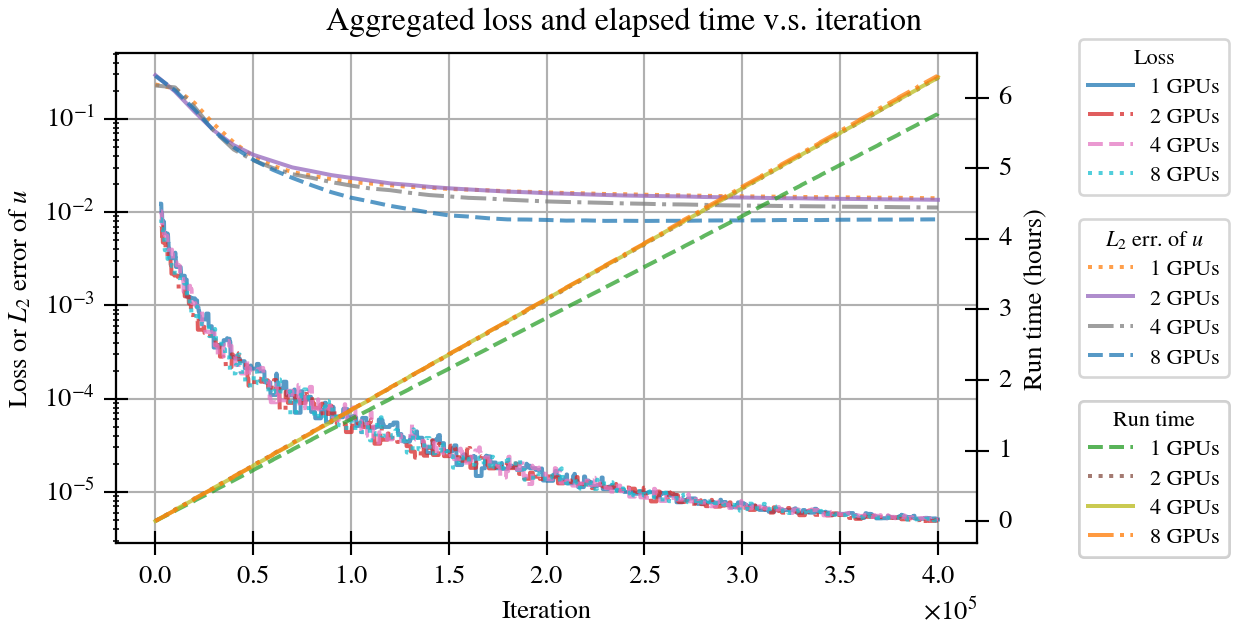 Aggregated loss and elapsed time v.s. iteration
Loss or L₂ error of u
10⁻¹
10⁻²
10⁻³
10⁻⁴
10⁻⁵
0.0 0.5 1.0 1.5 2.0 2.5 3.0 3.5 4.0
Iteration
×10⁵
6
5
4
3
2
1
0
Run time (hours)
Loss
1 GPUs
2 GPUs
4 GPUs
8 GPUs
L₂ err. of u
1 GPUs
2 GPUs
4 GPUs
8 GPUs
Run time
1 GPUs
2 GPUs
4 GPUs
8 GPUs